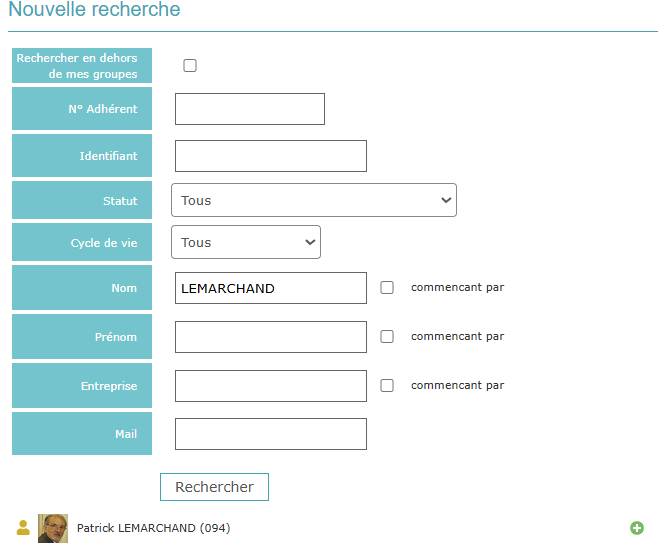 Nouvelle recherche
Rechercher en dehors
de mes groupes
N° Adhérent
Identifiant
Statut
Tous
Cycle de vie
Tous
Nom
LEMARCHAND
commencant par
Prénom
commencant par
Entreprise
commencant par
Mail
Rechercher
Patrick LEMARCHAND (094)